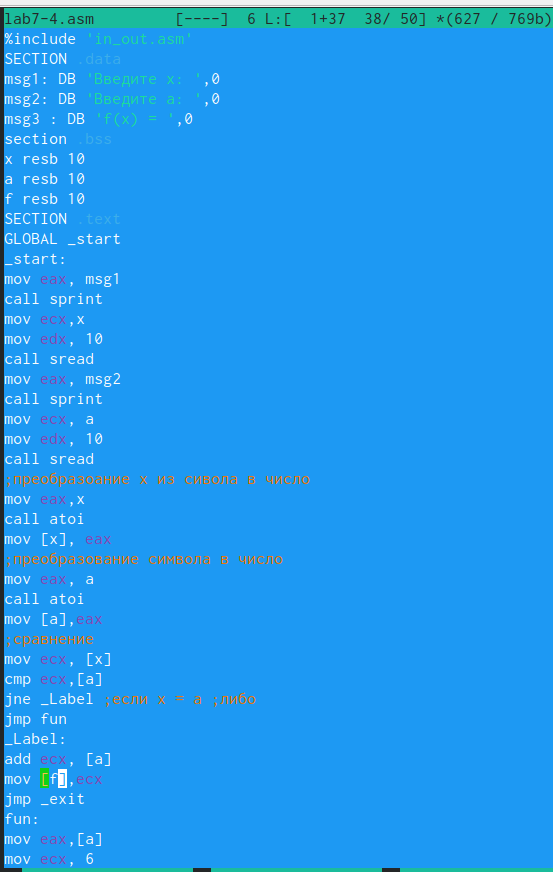 lab7-4.asm [----] 6 L:[ 1+37 38/ 50] *(627 / 769b)
%include 'in_out.asm'
SECTION .data
msg1: DB 'Введите x: ',0
msg2: DB 'Введите a: ',0
msg3 : DB 'f(x) = ',0
section .bss
x resb 10
a resb 10
f resb 10
SECTION .text
GLOBAL _start
_start:
mov eax, msg1
call sprint
mov ecx,x
mov edx, 10
call sread
mov eax, msg2
call sprint
mov ecx, a
mov edx, 10
call sread
;преобразоание x из сивола в число
mov eax,x
call atoi
mov [x], eax
;преобразование символа в число
mov eax, a
call atoi
mov [a],eax
;сравнение
mov ecx, [x]
cmp ecx,[a]
jne _Label ;если x = a ;либо
jmp fun
_Label:
add ecx, [a]
mov [f],ecx
jmp _exit
fun:
mov eax,[a]
mov ecx, 6